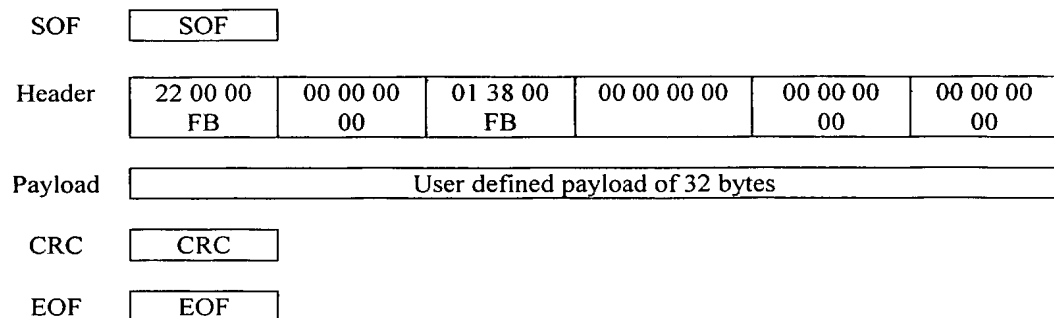 SOF SOF
Header 22 00 00 00 00 00 01 38 00 00 00 00 00 00 00 00 00 00 00
FB 00 FB 00 00
Payload User defined payload of 32 bytes
CRC CRC
EOF EOF